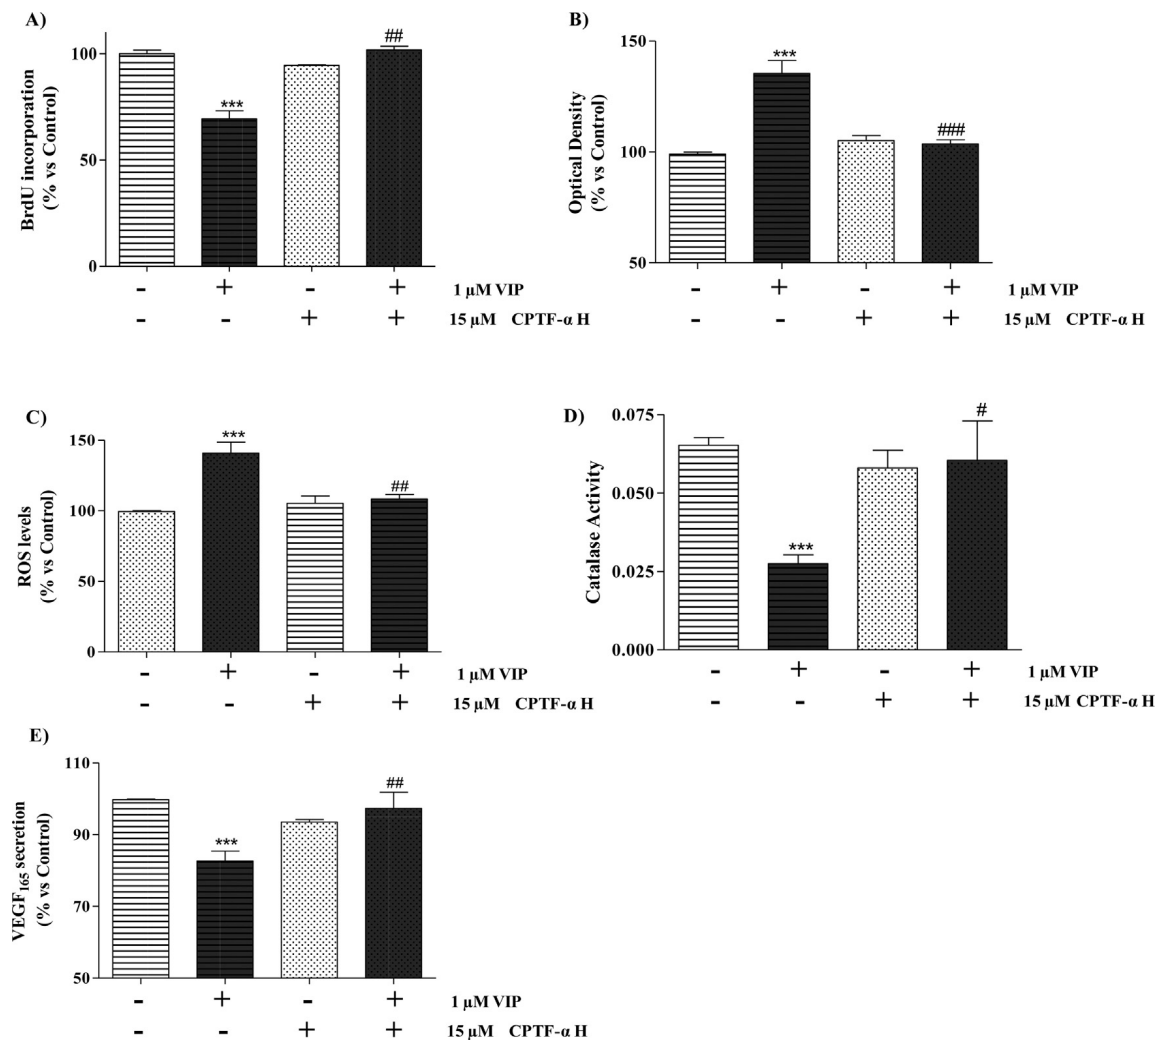 A)
BrdU incorporation
(% vs Control)
100
50
0
##
***
- + - + 1 µM VIP
- - + + 15 µM CPTF-α H
B)
Optical Density
(% vs Control)
150
100
50
***
###
- + - + 1 µM VIP
- - + + 15 µM CPTF-α H
C)
ROS levels
(% vs Control)
150
100
50
0
***
##
- + - + 1 µM VIP
- - + + 15 µM CPTF-α H
D)
Catalase Activity
0.075
0.050
0.025
0.000
#
***
- + - + 1 µM VIP
- - + + 15 µM CPTF-α H
E)
VEGF165 secretion
(% vs Control)
110
90
70
50
***
##
- + - + 1 µM VIP
- - + + 15 µM CPTF-α H